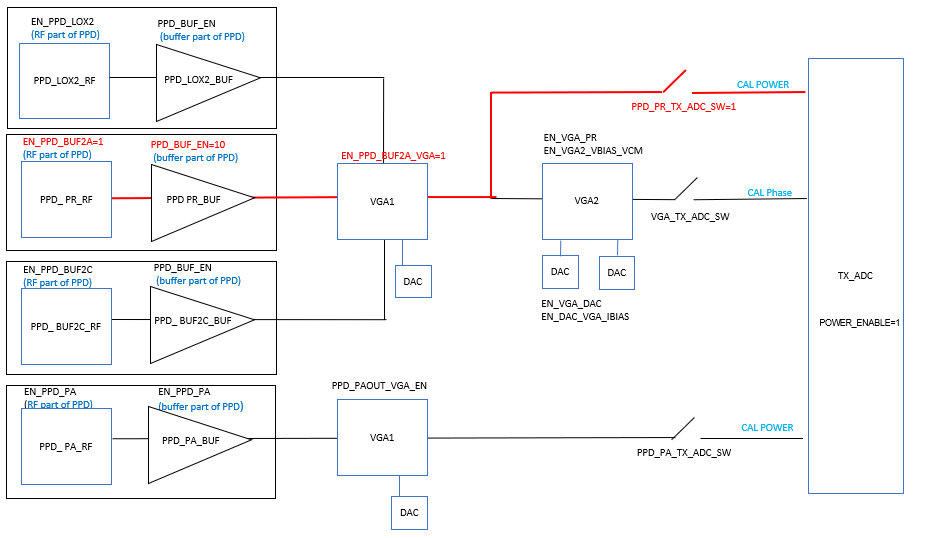 EN_PPD_LOX2
(RF part of PPD)
PPD_BUF_EN
(buffer part of PPD)
PPD_LOX2_RF
PPD_LOX2_BUF
EN_PPD_BUF2A=1
(RF part of PPD)
PPD_BUF_EN=10
(buffer part of PPD)
PPD_ PR_RF
PPD PR_BUF
EN_PPD_BUF2A_VGA=1
VGA1
DAC
CAL POWER
PPD_PR_TX_ADC_SW=1
EN_VGA_PR
EN_VGA2_VBIAS_VCM
VGA2
CAL Phase
VGA_TX_ADC_SW
DAC
DAC
EN_VGA_DAC
EN_DAC_VGA_IBIAS
TX_ADC
POWER_ENABLE=1
EN_PPD_BUF2C
(RF part of PPD)
PPD_BUF_EN
(buffer part of PPD)
PPD_ BUF2C_RF
PPD_ BUF2C_BUF
EN_PPD_PA
(RF part of PPD)
EN_PPD_PA
(buffer part of PPD)
PPD_PA_RF
PPD_PA_BUF
PPD_PAOUT_VGA_EN
VGA1
DAC
CAL POWER
PPD_PA_TX_ADC_SW